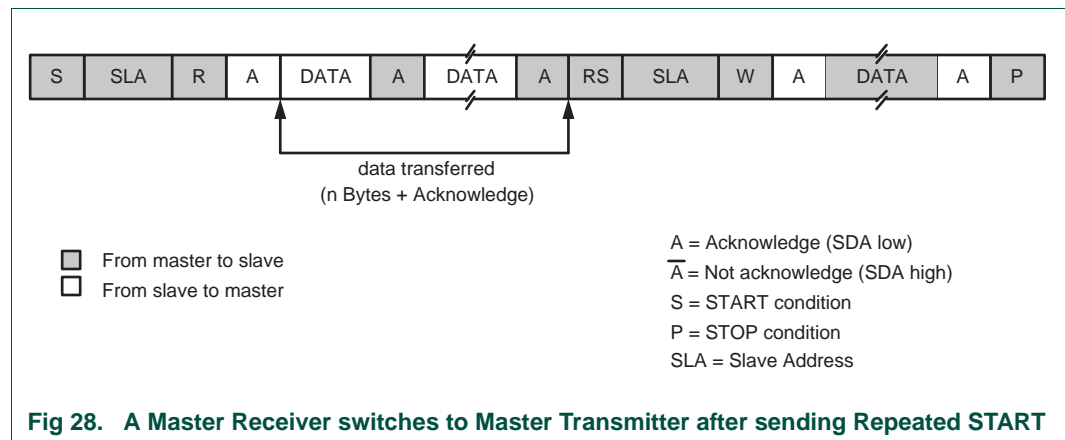 S SLA R A DATA A DATA A RS SLA W A DATA A P
data transferred
(n Bytes + Acknowledge)
From master to slave
From slave to master
A = Acknowledge (SDA low)
A̅ = Not acknowledge (SDA high)
S = START condition
P = STOP condition
SLA = Slave Address
Fig 28. A Master Receiver switches to Master Transmitter after sending Repeated START